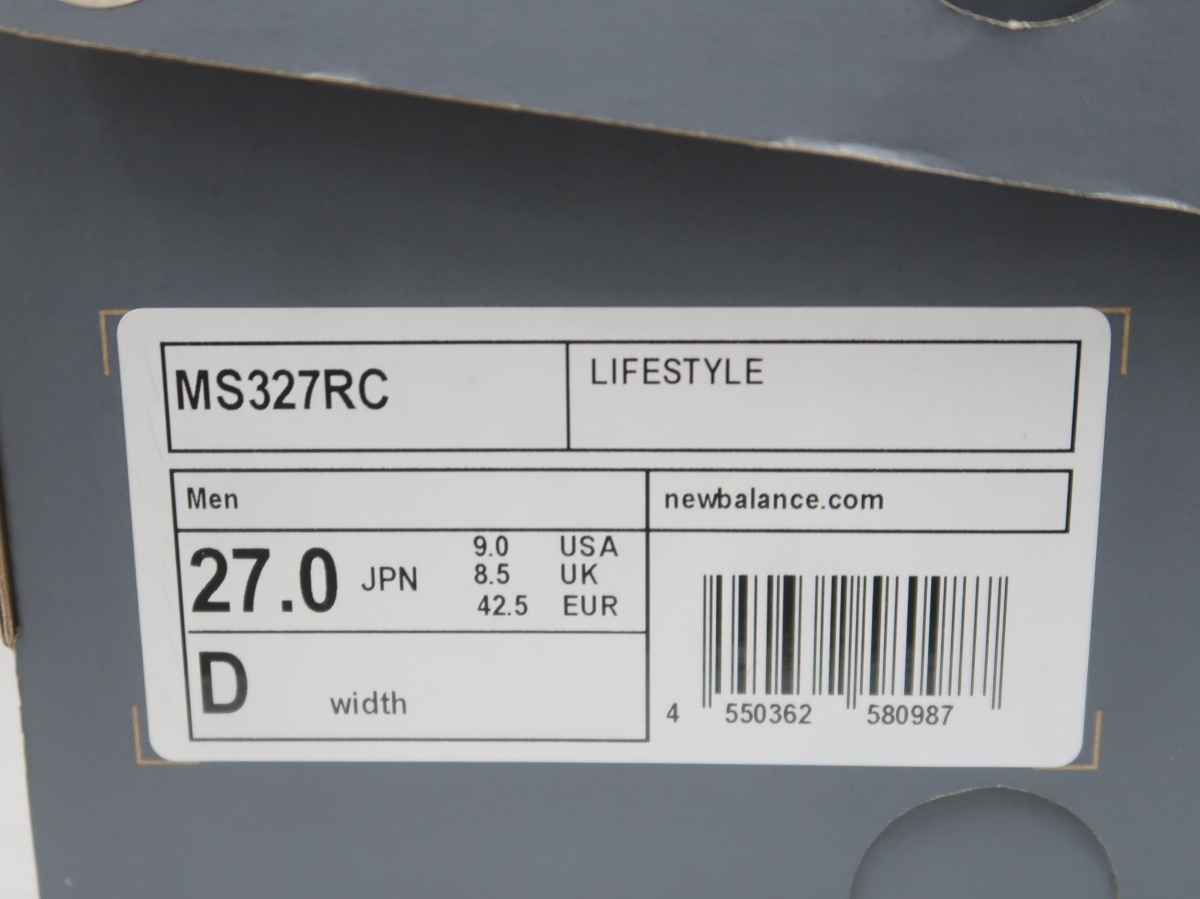 MS327RC
LIFESTYLE
Men
newbalance.com
27.0 JPN
9.0 USA
8.5 UK
42.5 EUR
D width
4 550362 580987